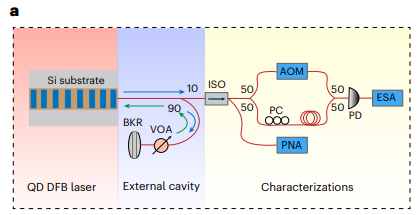 a
Si substrate
10
90
BKR
VOA
ISO
50
50
AOM
PC
PNA
50
50
PD
ESA
QD DFB laser
External cavity
Characterizations